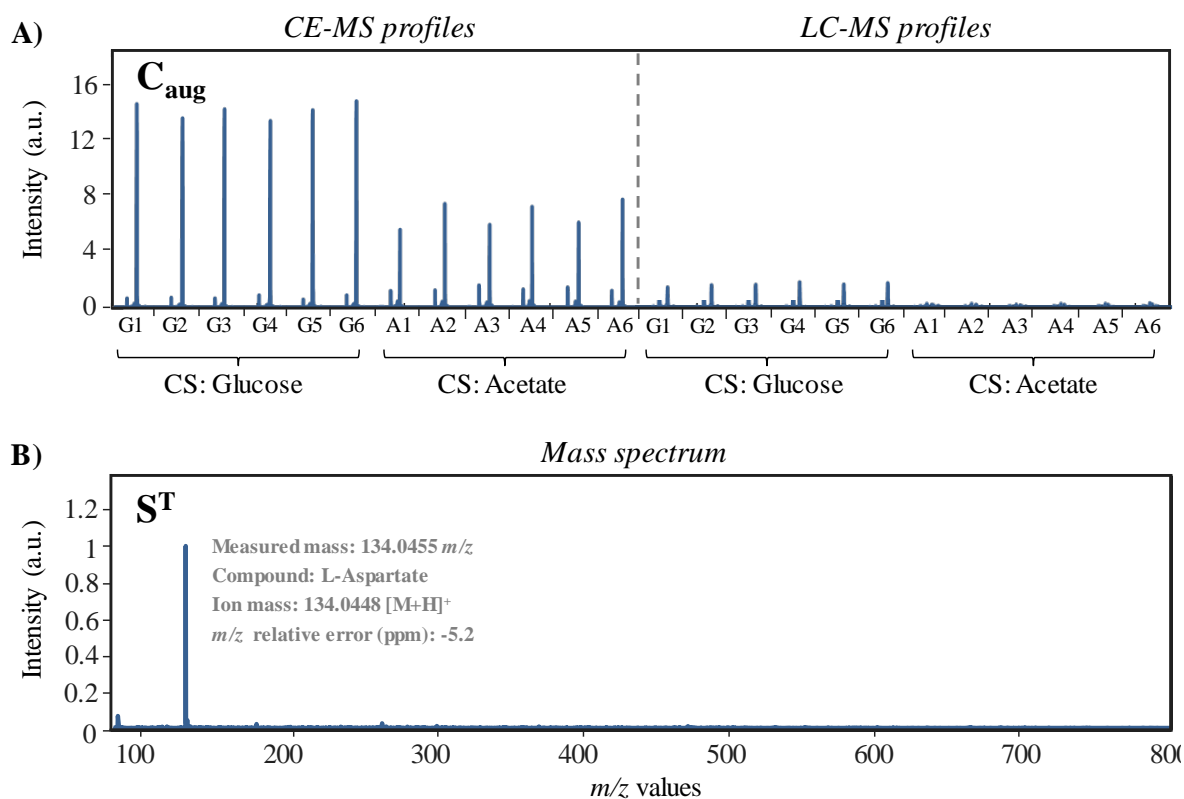 A)
CE-MS profiles
LC-MS profiles
C_aug
Intensity (a.u.)
16
12
8
4
0
G1 G2 G3 G4 G5 G6 A1 A2 A3 A4 A5 A6 G1 G2 G3 G4 G5 G6 A1 A2 A3 A4 A5 A6
CS: Glucose CS: Acetate CS: Glucose CS: Acetate
B)
Mass spectrum
S^T
Intensity (a.u.)
1.2
1
0.8
0.6
0.4
0.2
0
Measured mass: 134.0455 m/z
Compound: L-Aspartate
Ion mass: 134.0448 [M+H]+
m/z relative error (ppm): -5.2
100 200 300 400 500 600 700 800
m/z values